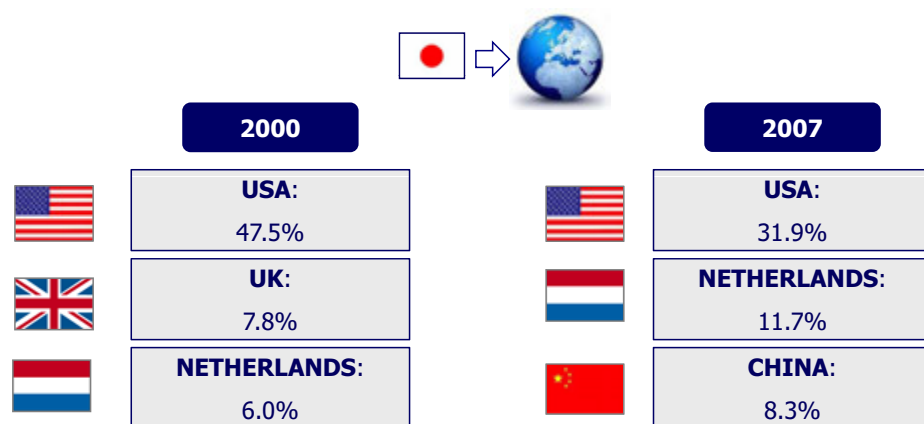 2000
USA:
47.5%
UK:
7.8%
NETHERLANDS:
6.0%
2007
USA:
31.9%
NETHERLANDS:
11.7%
CHINA:
8.3%